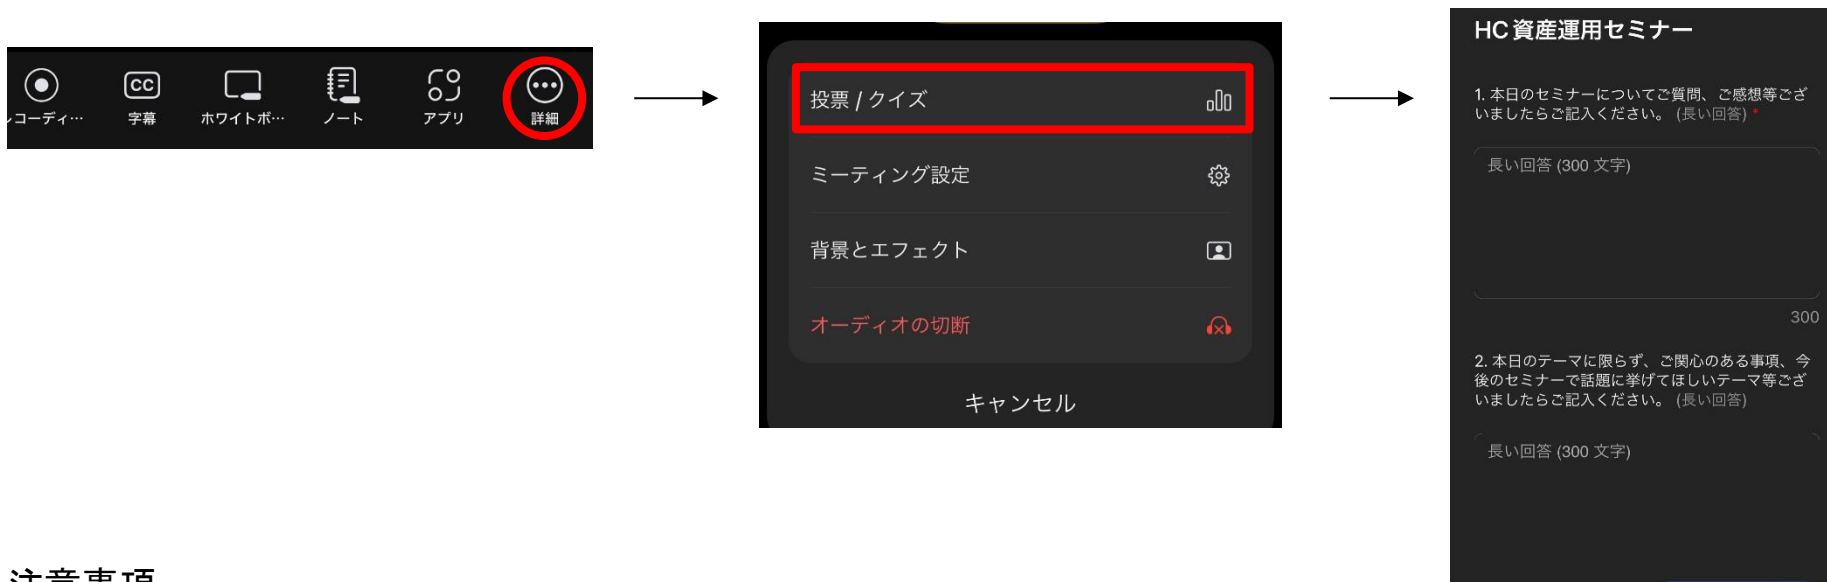 レコーディ…
字幕
ホワイトボ…
ノート
アプリ
詳細
投票 / クイズ
ミーティング設定
背景とエフェクト
オーディオの切断
キャンセル
HC資産運用セミナー
1. 本日のセミナーについてご質問、ご感想等ござ
いましたらご記入ください。 (長い回答) *
長い回答 (300 文字)
300
2. 本日のテーマに限らず、ご関心のある事項、今
後のセミナーで話題に挙げてほしいテーマ等ござ
いましたらご記入ください。 (長い回答)
長い回答 (300 文字)
注意事項